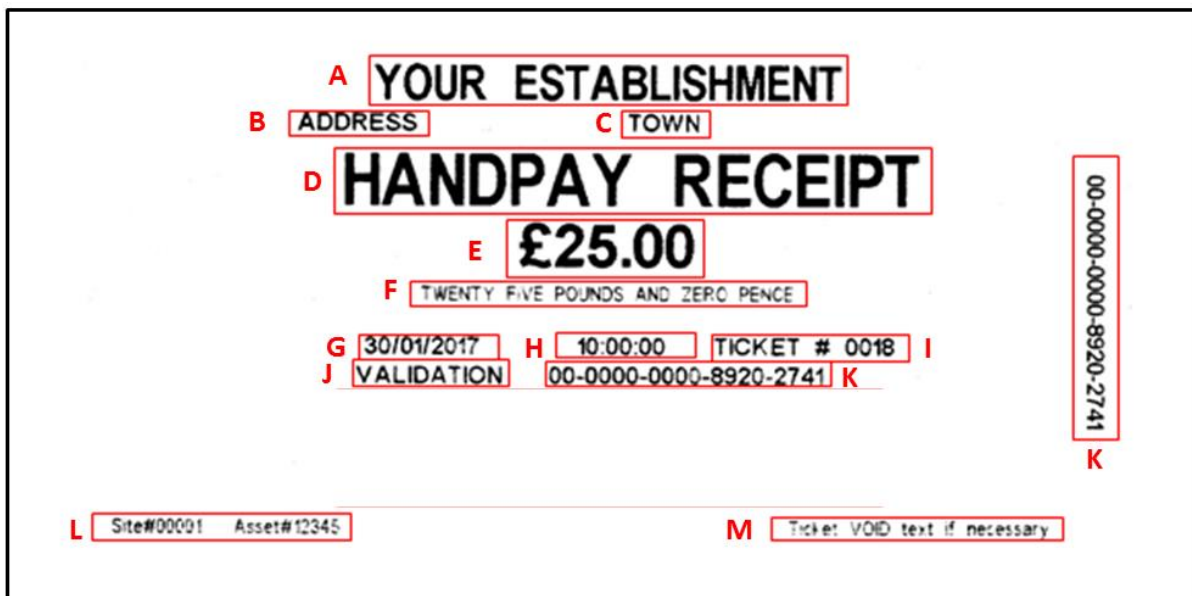 A YOUR ESTABLISHMENT
B ADDRESS C TOWN
D HANDPAY RECEIPT
E £25.00
F TWENTY FIVE POUNDS AND ZERO PENCE
G 30/01/2017 H 10:00:00 TICKET # 0018 I
J VALIDATION 00-0000-0000-8920-2741 K
00-0000-0000-8920-2741
K
L Site#00001 Asset#12345
M Ticket VOID text if necessary